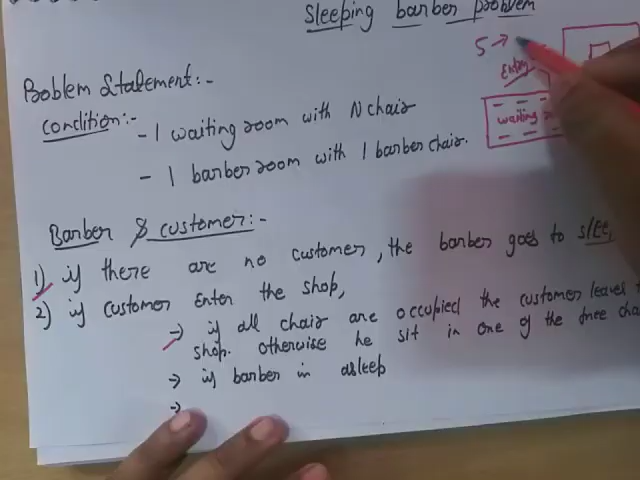 Sleeping barber problem
Problem Statement:-
condition:- - 1 waiting room with N chair
- 1 barber room with 1 barber chair.
5 →
Entry
waiting
Barber & customer:-
1) if there are no customer, the barber goes to slee
2) if customer Enter the shop,
→ if all chair are occupied the customer leaves
shop. otherwise he sit in one of the free cha
→ if barber in asleep
→